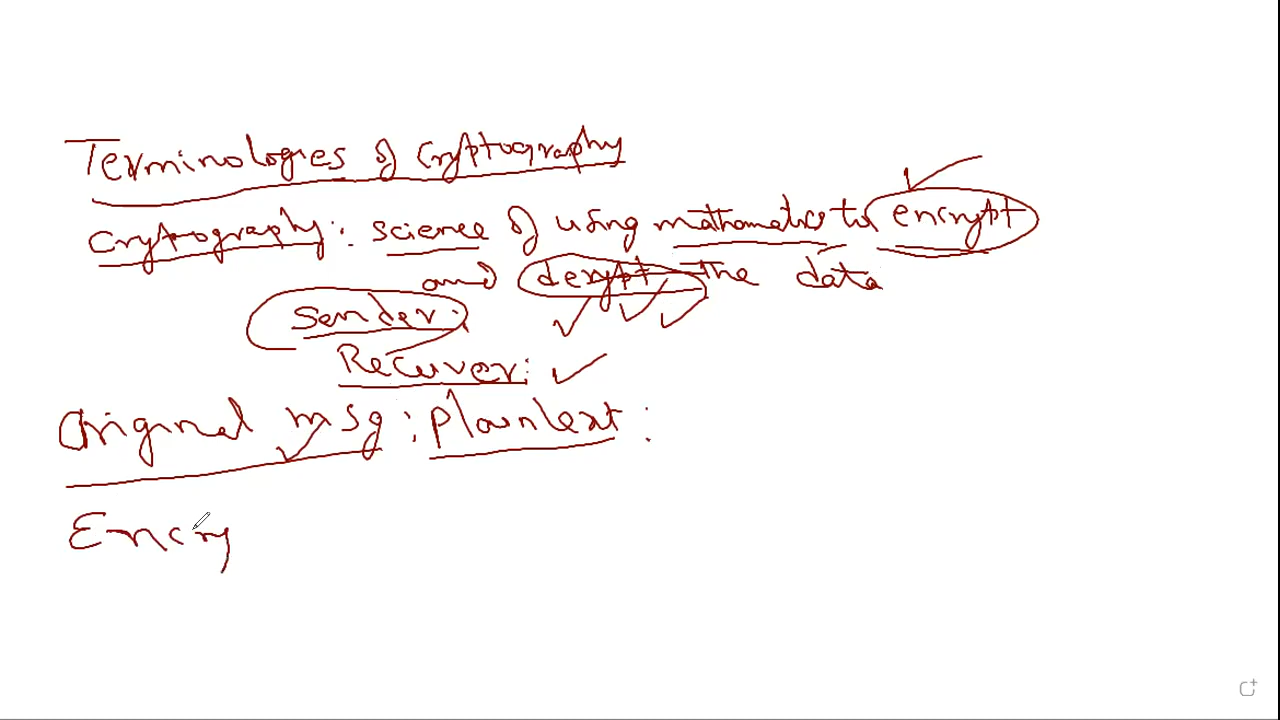 Terminologies of Cryptography
Cryptography: science of using mathematics to encrypt
and decrypt the data
Sender:
Reciever:
Original msg: plaintext:
Encry